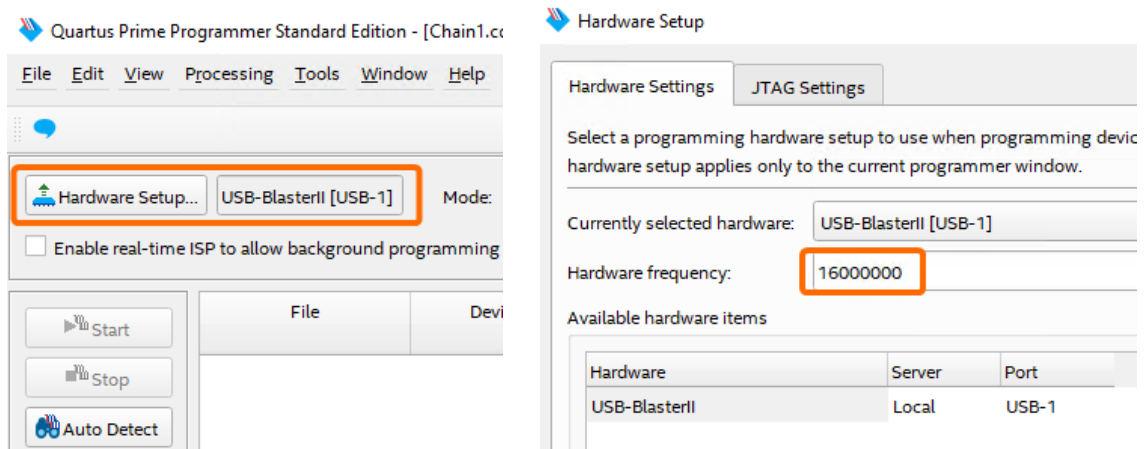 Quartus Prime Programmer Standard Edition - [Chain1.c
File Edit View Processing Tools Window Help
Hardware Setup... USB-BlasterII [USB-1] Mode:
Enable real-time ISP to allow background programming
File Devi
Start
Stop
Auto Detect
Hardware Setup
Hardware Settings JTAG Settings
Select a programming hardware setup to use when programming devic
hardware setup applies only to the current programmer window.
Currently selected hardware: USB-BlasterII [USB-1]
Hardware frequency: 16000000
Available hardware items
Hardware Server Port
USB-BlasterII Local USB-1